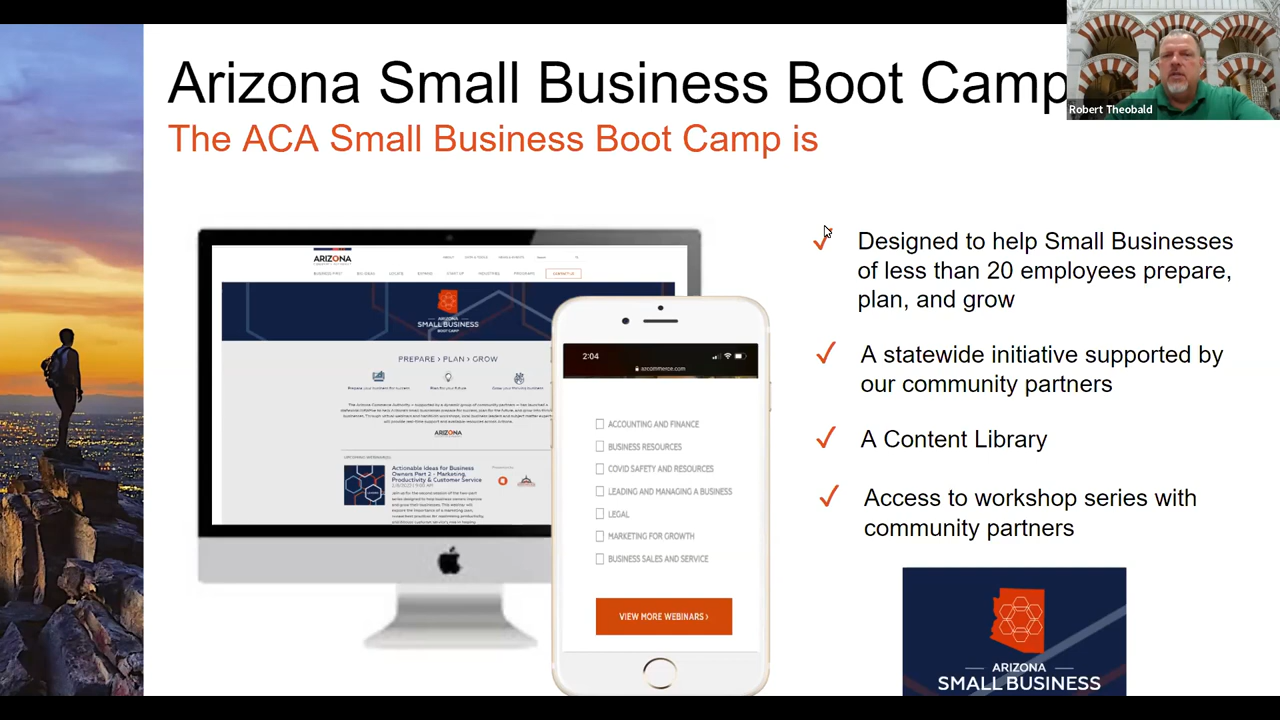 Arizona Small Business Boot Camp
Robert Theobald
The ACA Small Business Boot Camp is
Designed to help Small Businesses
of less than 20 employees prepare,
plan, and grow
A statewide initiative supported by
our community partners
A Content Library
Access to workshop series with
community partners
ARIZONA
CONTACT US
ARIZONA
SMALL BUSINESS
BOOT CAMP
PREPARE > PLAN > GROW
ARIZONA
Actionable Ideas for Business
Owners Part 2 - Marketing,
Productivity & Customer Service
2:04
azcommerce.com
ACCOUNTING AND FINANCE
BUSINESS RESOURCES
COVID SAFETY AND RESOURCES
LEADING AND MANAGING A BUSINESS
LEGAL
MARKETING FOR GROWTH
BUSINESS SALES AND SERVICE
VIEW MORE WEBINARS >
ARIZONA
SMALL BUSINESS